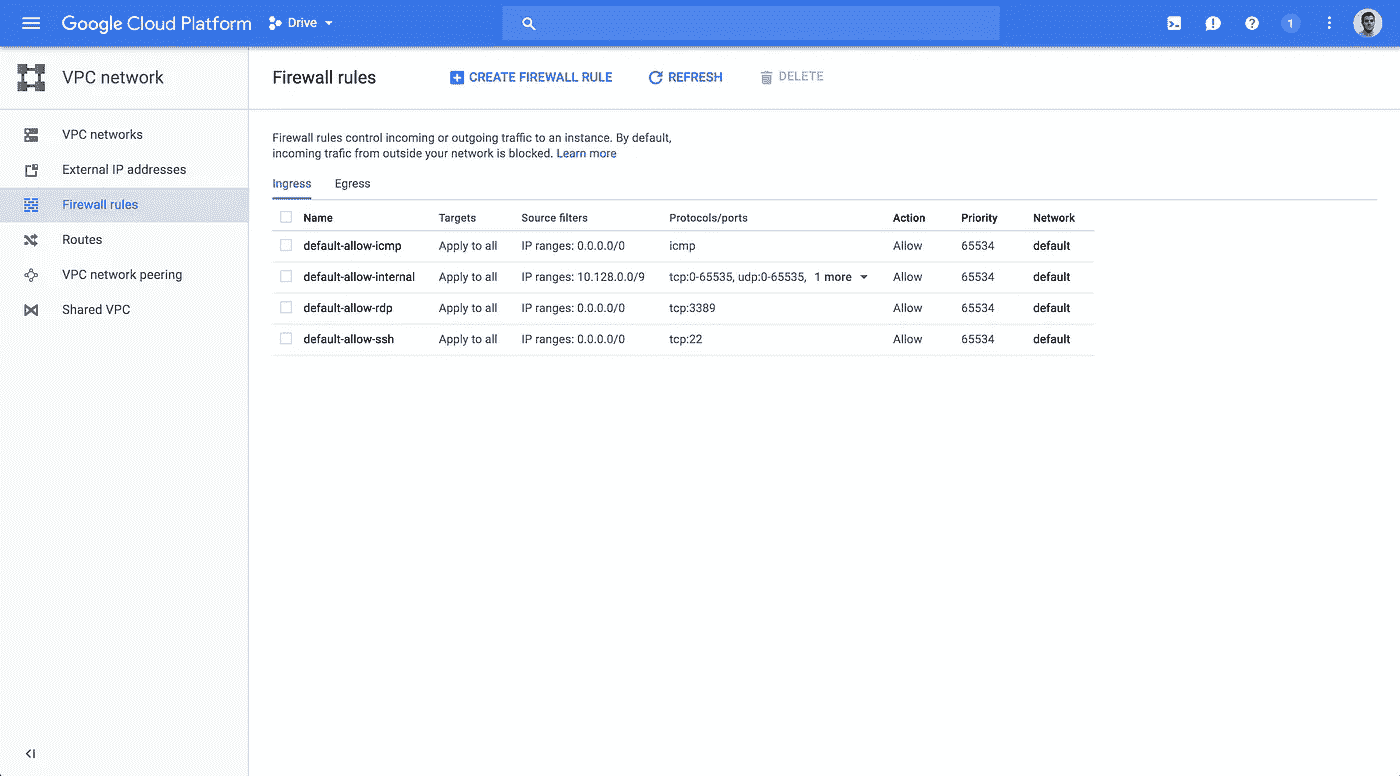 Google Cloud Platform Drive
1
VPC network
Firewall rules CREATE FIREWALL RULE REFRESH DELETE
VPC networks
External IP addresses
Firewall rules
Routes
VPC network peering
Shared VPC
Firewall rules control incoming or outgoing traffic to an instance. By default,
incoming trafic from outside your network is blocked. Learn more
Ingress Egress
Name Targets Source filters Protocols/ports Action Priority Network
default-allow-icmp Apply to all IP ranges: 0.0.0.0/0 icmp Allow 65534 default
default-allow-internal Apply to all IP ranges: 10.128.0.0/9 tcp:0-65535, udp:0-65535, 1 more Allow 65534 default
default-allow-rdp Apply to all IP ranges: 0.0.0.0/0 tcp:3389 Allow 65534 default
default-allow-ssh Apply to all IP ranges: 0.0.0.0/0 tcp:22 Allow 65534 default